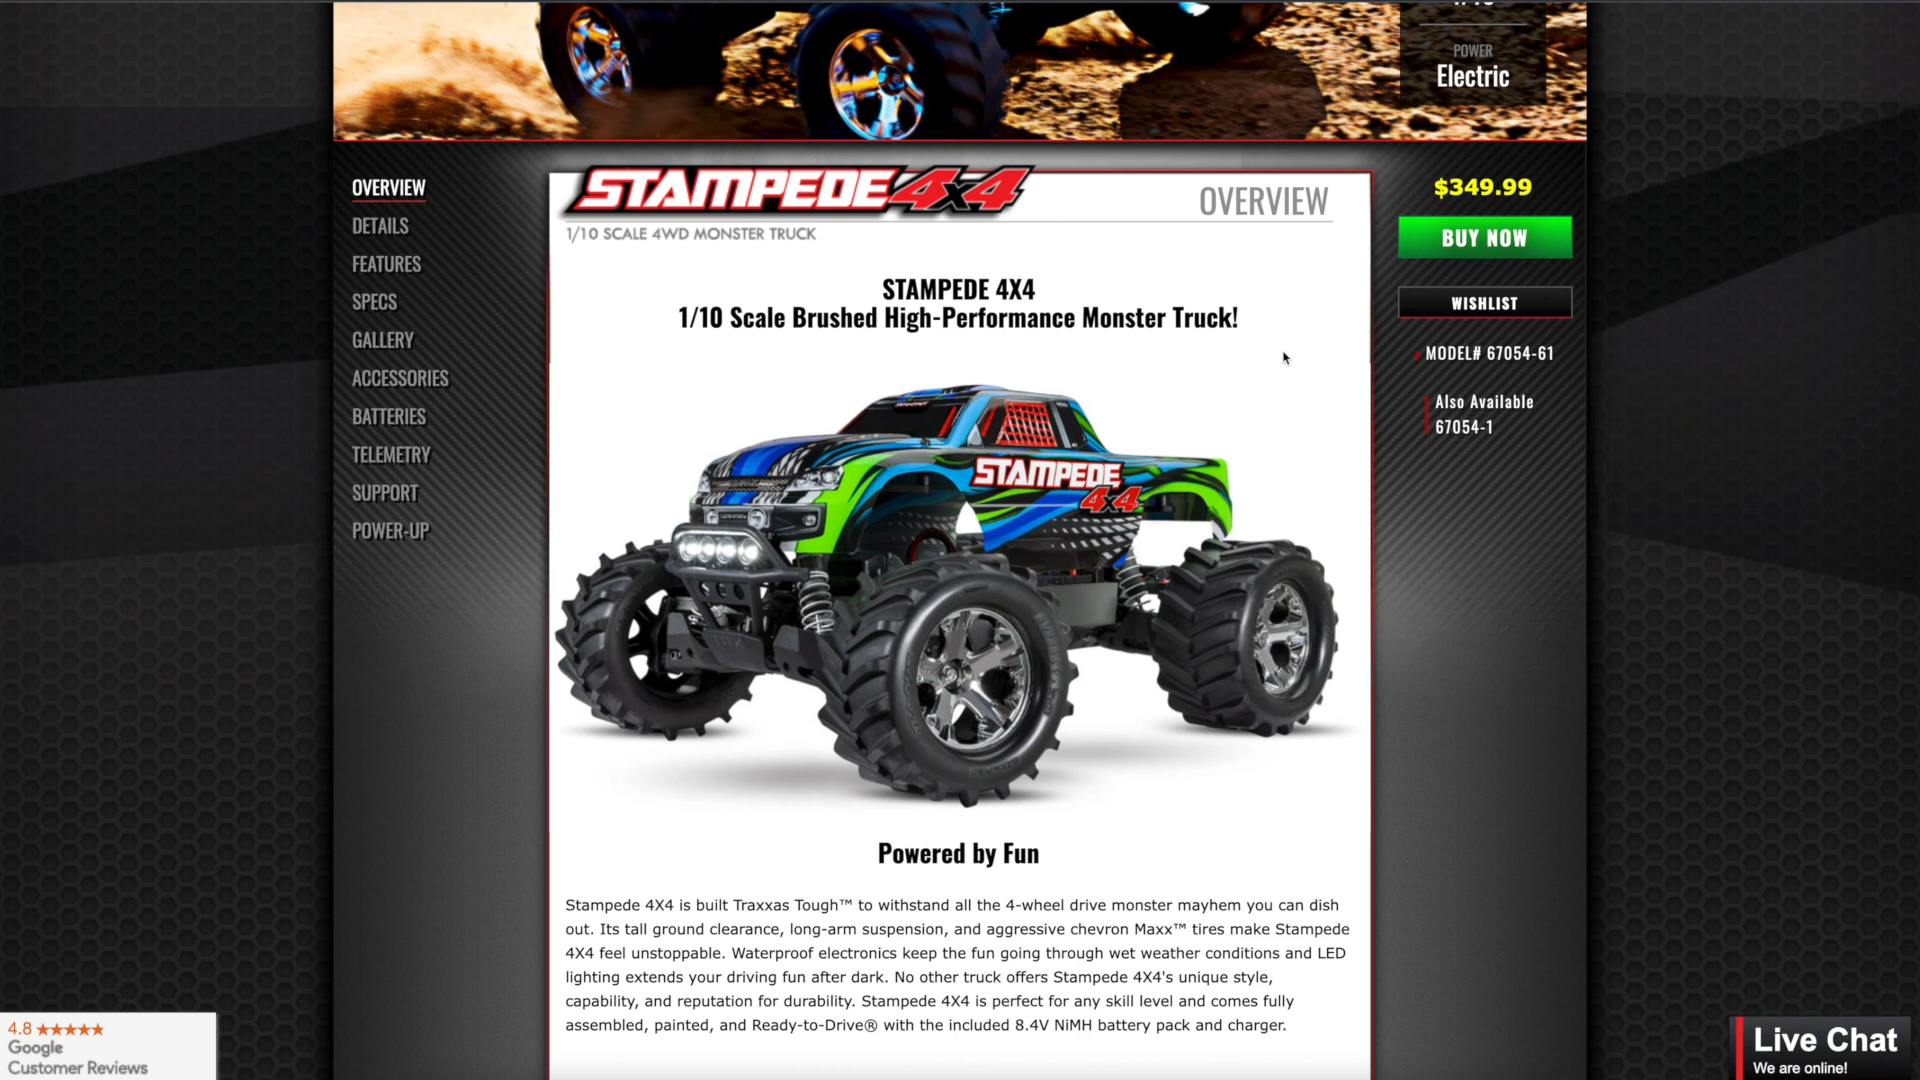 POWER
Electric
OVERVIEW
DETAILS
FEATURES
SPECS
GALLERY
ACCESSORIES
BATTERIES
TELEMETRY
SUPPORT
POWER-UP
STAMPEDE 4x4
OVERVIEW
1/10 SCALE 4WD MONSTER TRUCK
STAMPEDE 4X4
1/10 Scale Brushed High-Performance Monster Truck!
STAMPEDE
4x4
Powered by Fun
Stampede 4X4 is built Traxxas Tough™ to withstand all the 4-wheel drive monster mayhem you can dish
out. Its tall ground clearance, long-arm suspension, and aggressive chevron Maxx™ tires make Stampede
4X4 feel unstoppable. Waterproof electronics keep the fun going through wet weather conditions and LED
lighting extends your driving fun after dark. No other truck offers Stampede 4X4's unique style,
capability, and reputation for durability. Stampede 4X4 is perfect for any skill level and comes fully
assembled, painted, and Ready-to-Drive® with the included 8.4V NiMH battery pack and charger.
$349.99
BUY NOW
WISHLIST
MODEL# 67054-61
Also Available
67054-1
4.8 ★★★★★
Google
Customer Reviews
Live Chat
We are online!